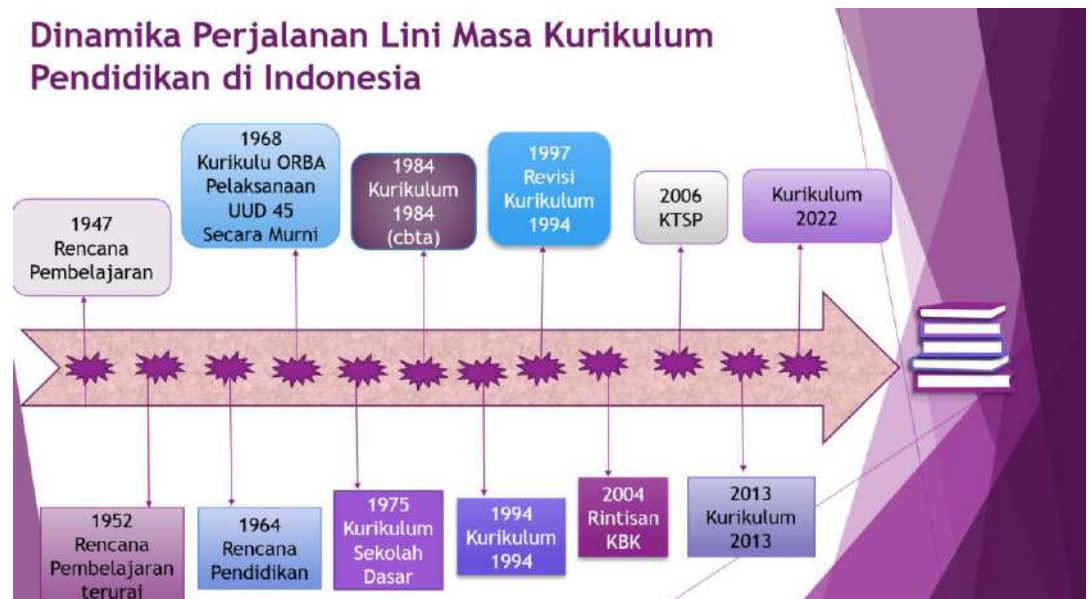 Dinamika Perjalanan Lini Masa Kurikulum
Pendidikan di Indonesia
1947
Rencana
Pembelajaran
1968
Kurikulu ORBA
Pelaksanaan
UUD 45
Secara Murni
1984
Kurikulum
1984
(cbta)
1997
Revisi
Kurikulum
1994
2006
KTSP
Kurikulum
2022
1952
Rencana
Pembelajaran
terurai
1964
Rencana
Pendidikan
1975
Kurikulum
Sekolah
Dasar
1994
Kurikulum
1994
2004
Rintisan
KBK
2013
Kurikulum
2013